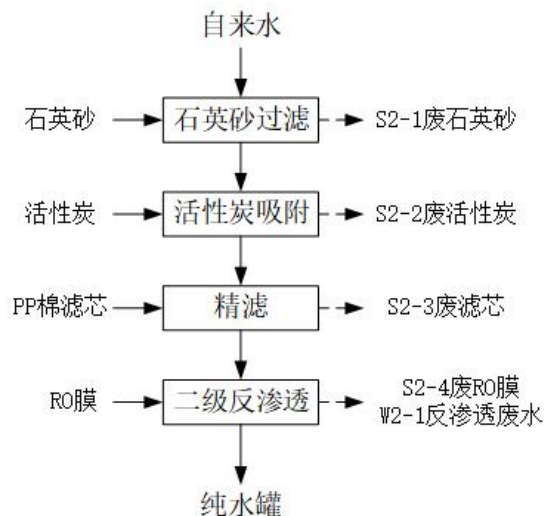 自来水
石英砂
石英砂过滤
S2-1废石英砂
活性炭
活性炭吸附
S2-2废活性炭
PP棉滤芯
精滤
S2-3废滤芯
RO膜
二级反渗透
S2-4废RO膜
W2-1反渗透废水
纯水罐